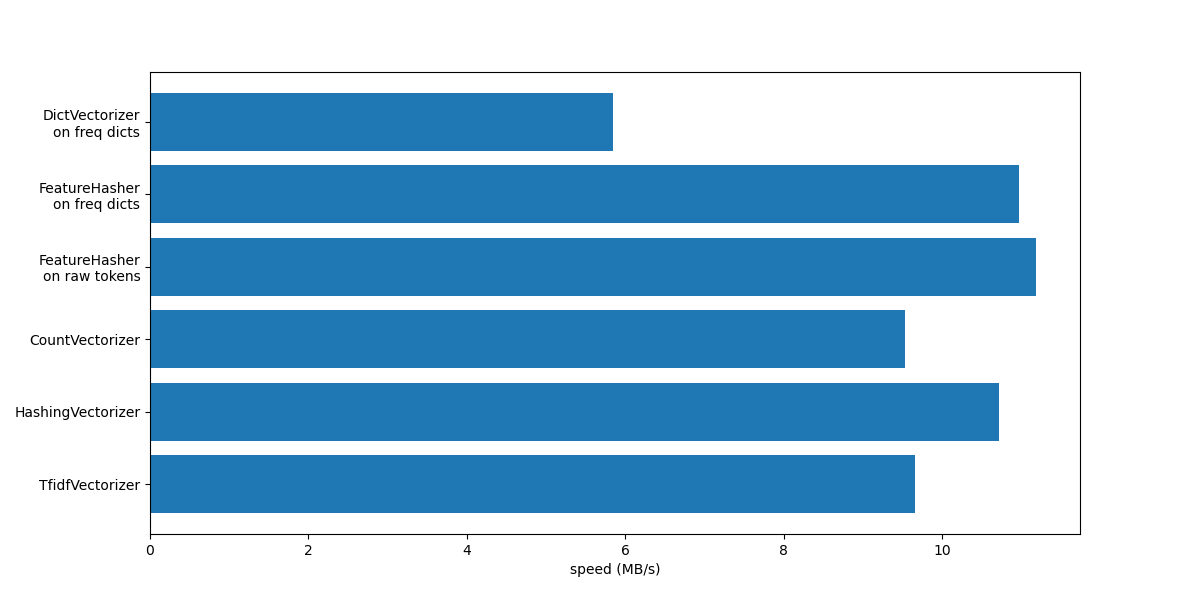 DictVectorizer
on freq dicts
FeatureHasher
on freq dicts
FeatureHasher
on raw tokens
CountVectorizer
HashingVectorizer
TfidfVectorizer
0 2 4 6 8 10
speed (MB/s)